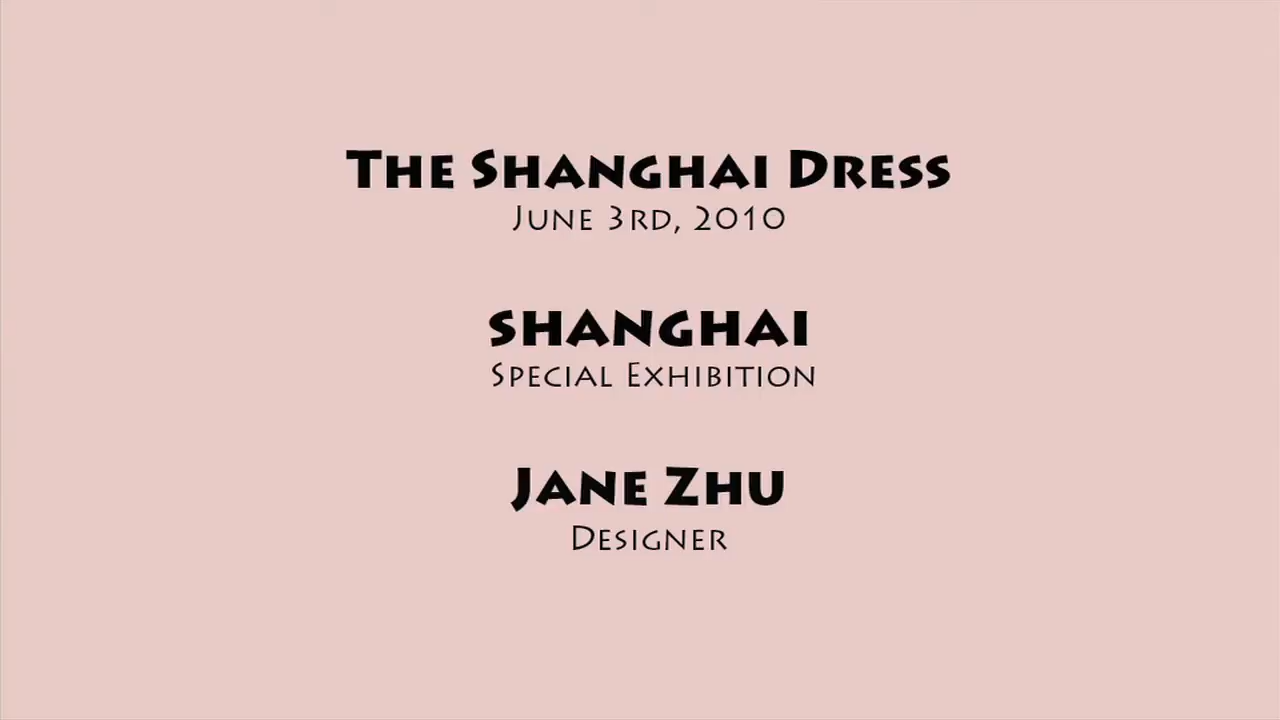 The Shanghai Dress
June 3rd, 2010
SHANGHAI
Special Exhibition
Jane Zhu
Designer